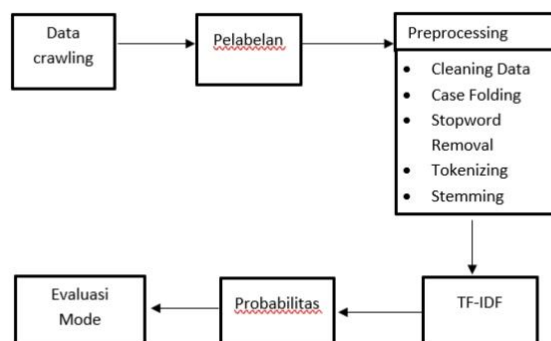 Data
crawling
Pelabelan
Preprocessing
• Cleaning Data
• Case Folding
• Stopword
Removal
• Tokenizing
• Stemming
TF-IDF
Probabilitas
Evaluasi
Mode